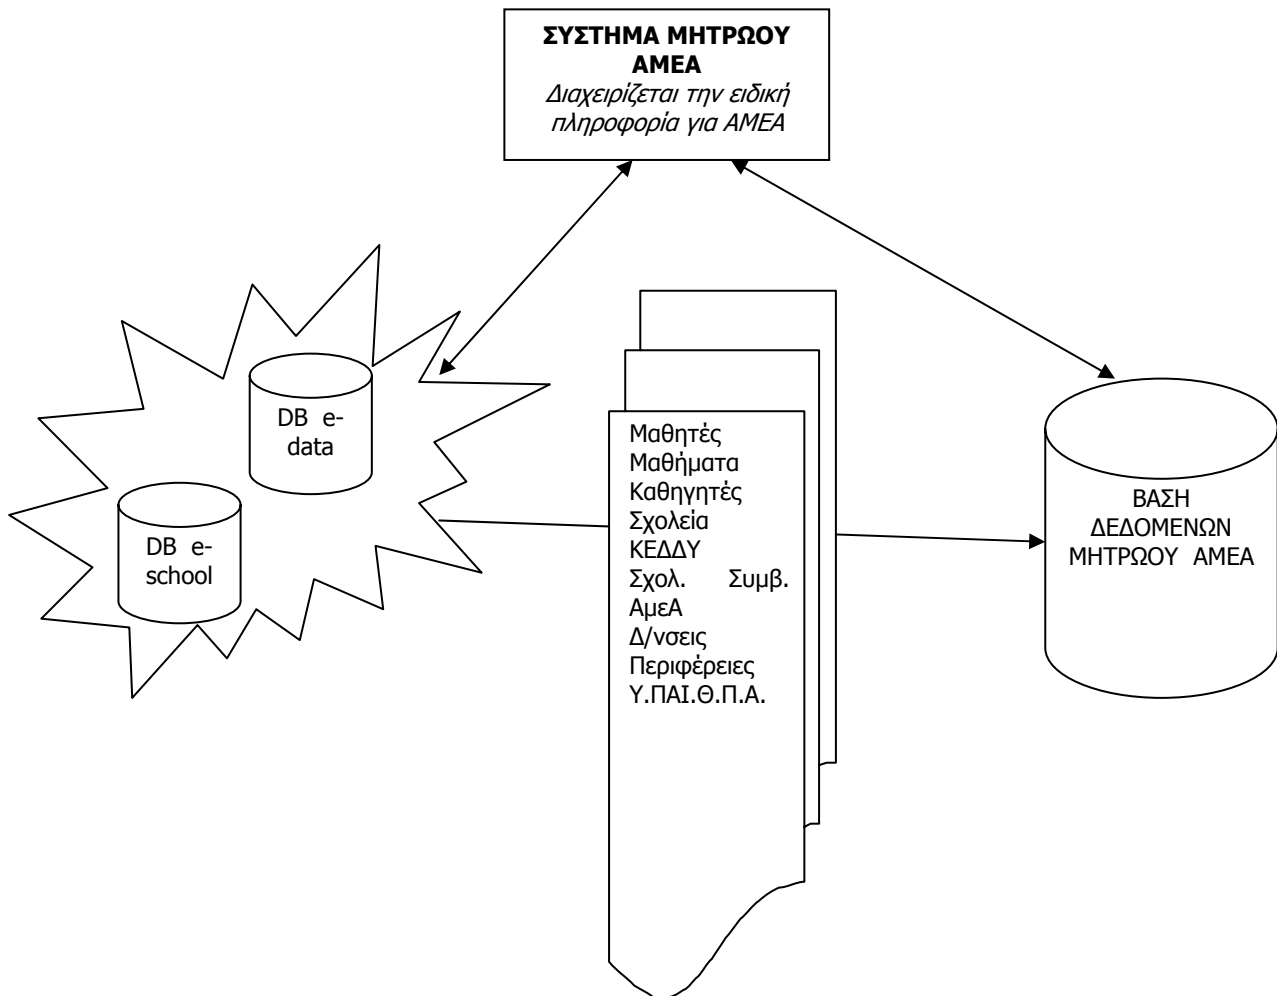 ΣΥΣΤΗΜΑ ΜΗΤΡΩΟΥ
ΑΜΕΑ
Διαχειρίζεται την ειδική
πληροφορία για ΑΜΕΑ
DB e-
data
DB e-
school
Μαθητές
Μαθήματα
Καθηγητές
Σχολεία
ΚΕΔΔΥ
Σχολ. Συμβ.
ΑμεΑ
Δ/νσεις
Περιφέρειες
Υ.ΠΑΙ.Θ.Π.Α.
ΒΑΣΗ
ΔΕΔΟΜΕΝΩΝ
ΜΗΤΡΩΟΥ ΑΜΕΑ